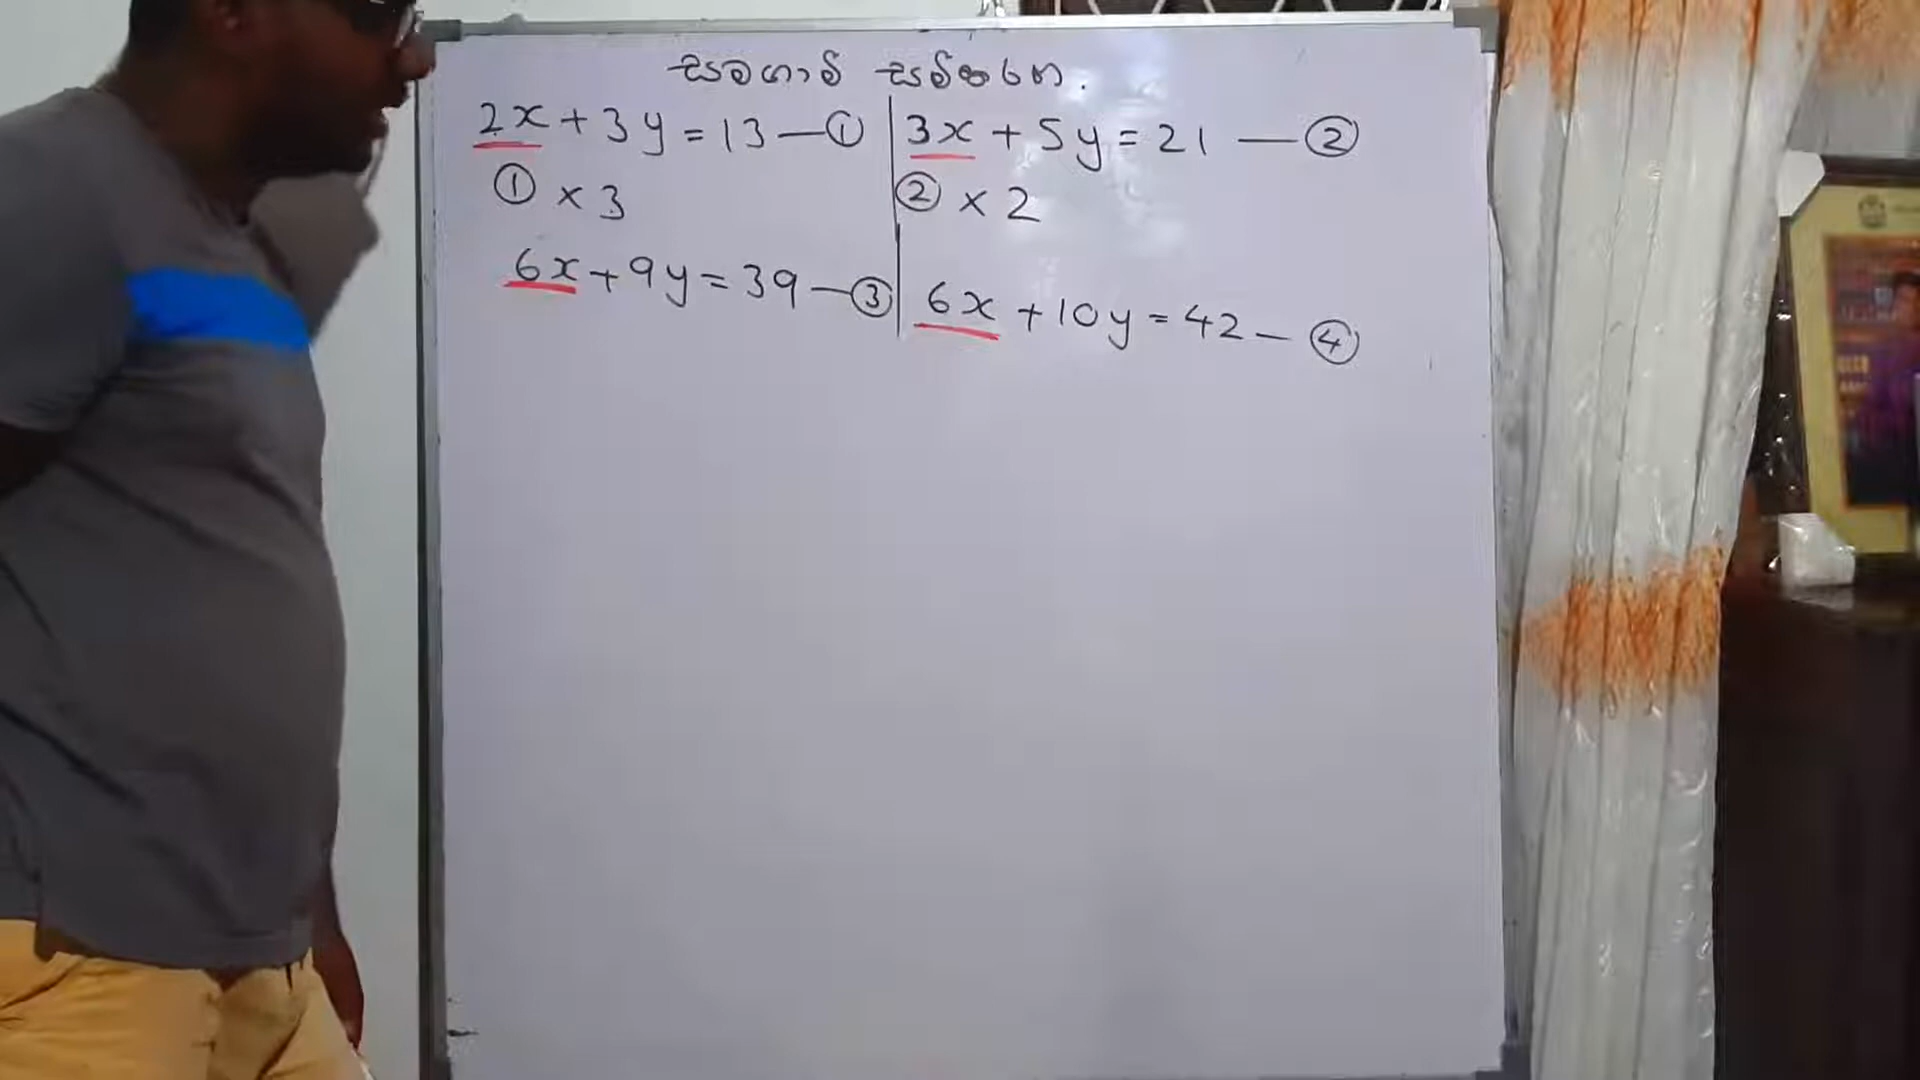 සමගාමී සමීකරණ.
2x + 3y = 13 — ① | 3x + 5y = 21 — ②
① × 3 | ② × 2
6x + 9y = 39 — ③ | 6x + 10y = 42 — ④